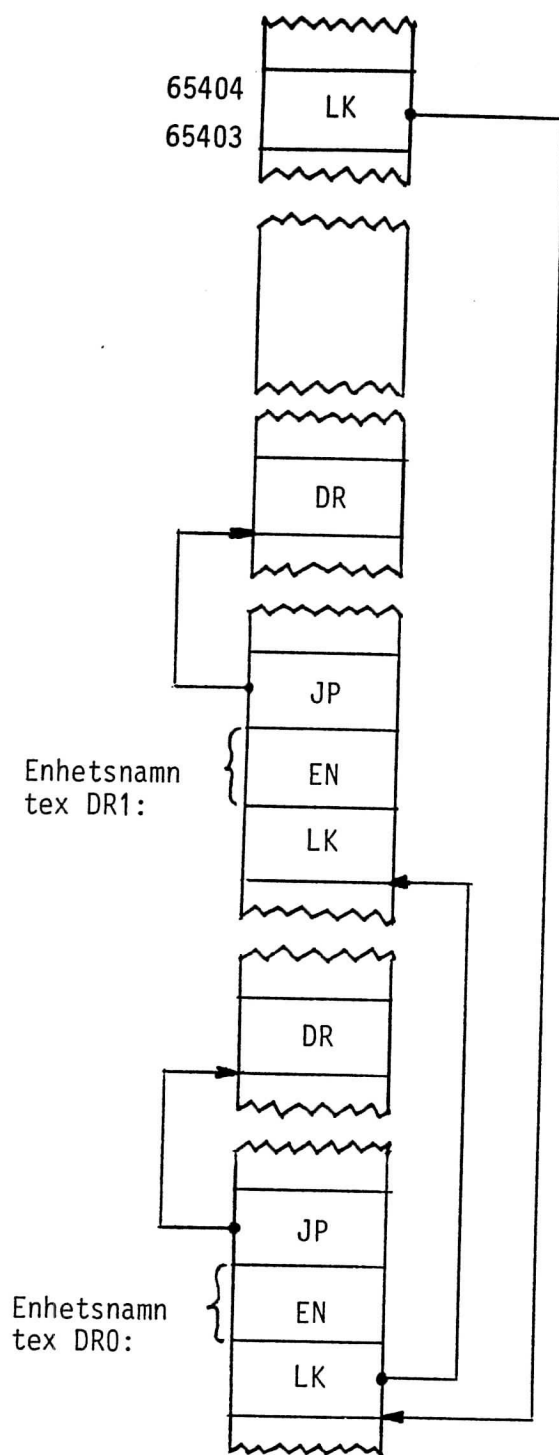 65404
LK
65403
DR
JP
Enhetsnamn
tex DR1:
EN
LK
DR
JP
Enhetsnamn
tex DR0:
EN
LK